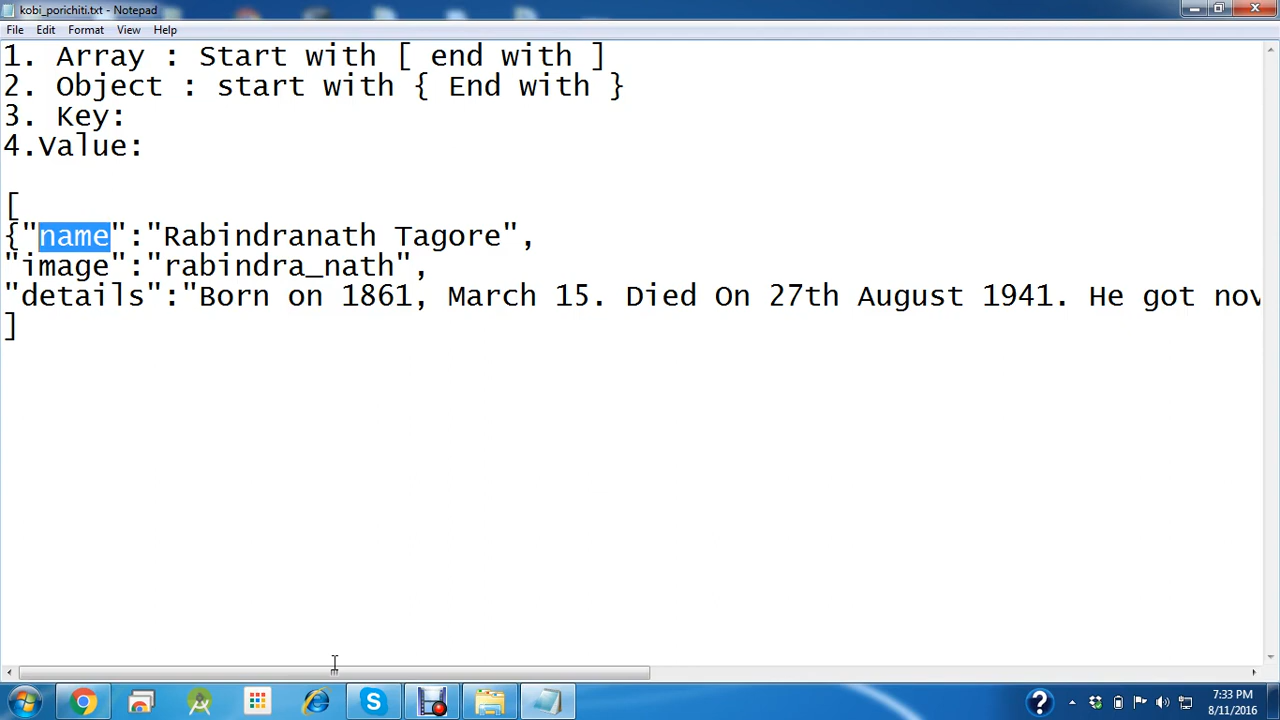 kobi_porichiti.txt - Notepad
File Edit Format View Help
1. Array : Start with [ end with ]
2. Object : start with { End with }
3. Key:
4.Value:
[
{"name":"Rabindranath Tagore",
"image":"rabindra_nath",
"details":"Born on 1861, March 15. Died On 27th August 1941. He got nov
]
7:33 PM
8/11/2016